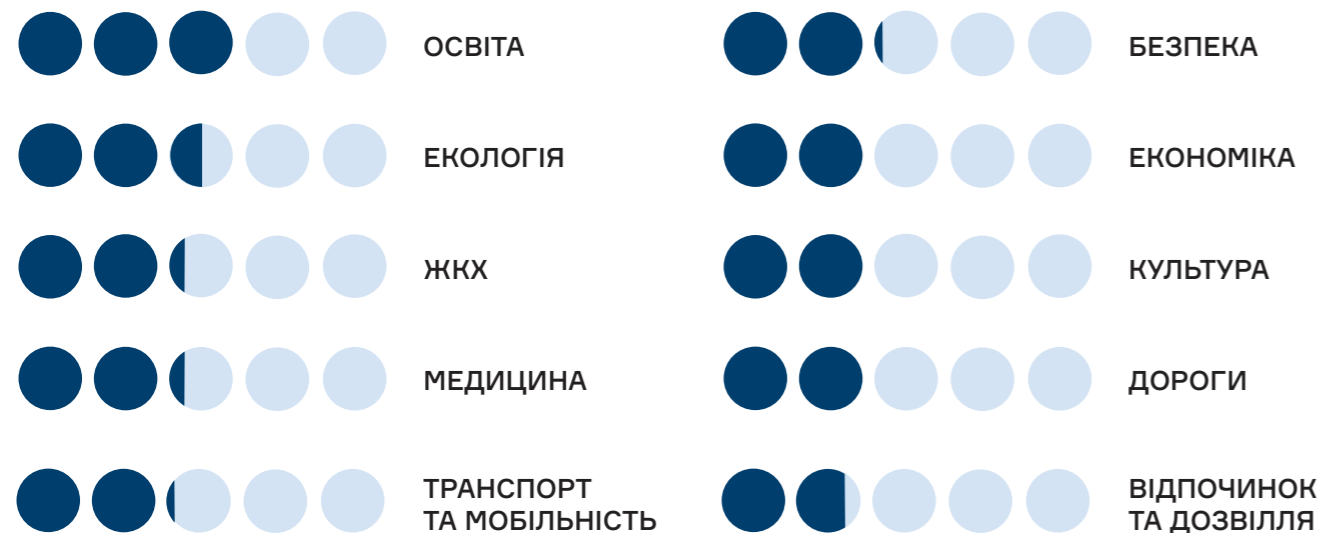 ОСВІТА
ЕКОЛОГІЯ
ЖКХ
МЕДИЦИНА
ТРАНСПОРТ
ТА МОБІЛЬНІСТЬ
БЕЗПЕКА
ЕКОНОМІКА
КУЛЬТУРА
ДОРОГИ
ВІДПОЧИНОК
ТА ДОЗВІЛЛЯ